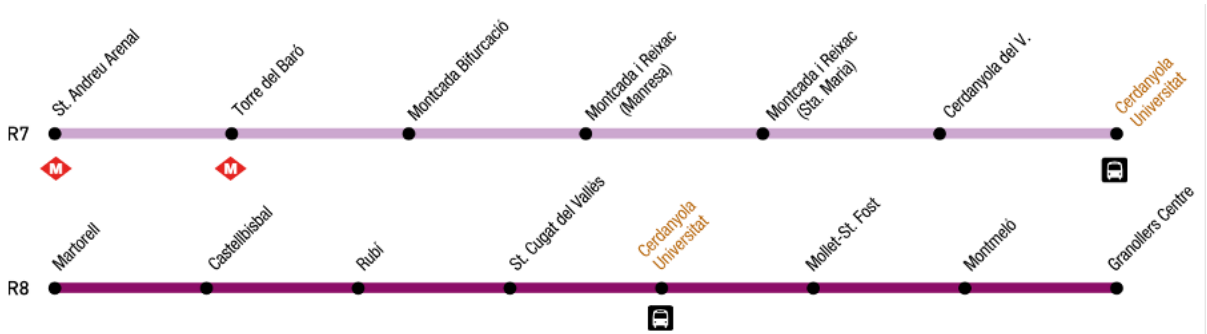 R7
St. Andreu Arenal
Torre del Baró
Montcada Bifurcació
Montcada i Reixac
(Manresa)
Montcada i Reixac
(Sta. Maria)
Cerdanyola del V.
Cerdanyola
Universitat
M
M
R8
Martorell
Castellbisbal
Rubí
St. Cugat del Vallès
Cerdanyola
Universitat
Mollet-St. Fost
Montmeló
Granollers Centre